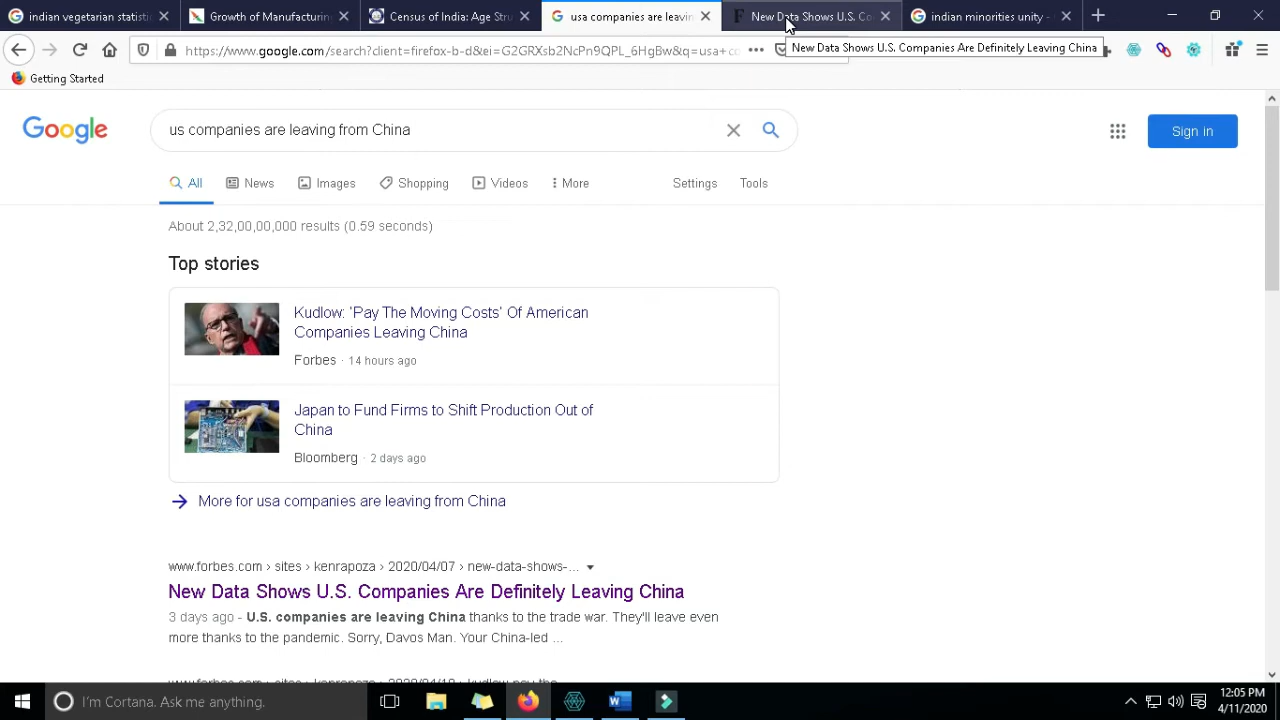 indian vegetarian statistic
Growth of Manufacturin
Census of India: Age Stru
usa companies are leavin
New Data Shows U.S. Co
indian minorities unity -
https://www.google.com/search?client=firefox-b-d&ei=G2GRXsb2NcPn9QPL_6HgBw&q=usa+co
New Data Shows U.S. Companies Are Definitely Leaving China
Getting Started
Google
us companies are leaving from China
Sign in
All
News
Images
Shopping
Videos
More
Settings
Tools
About 2,32,00,00,000 results (0.59 seconds)
Top stories
Kudlow: 'Pay The Moving Costs' Of American
Companies Leaving China
Forbes · 14 hours ago
Japan to Fund Firms to Shift Production Out of
China
Bloomberg · 2 days ago
More for usa companies are leaving from China
www.forbes.com › sites › kenrapoza › 2020/04/07 › new-data-shows-...
New Data Shows U.S. Companies Are Definitely Leaving China
3 days ago - U.S. companies are leaving China thanks to the trade war. They'll leave even
more thanks to the pandemic. Sorry, Davos Man. Your China-led ...
I'm Cortana. Ask me anything.
12:05 PM
4/11/2020